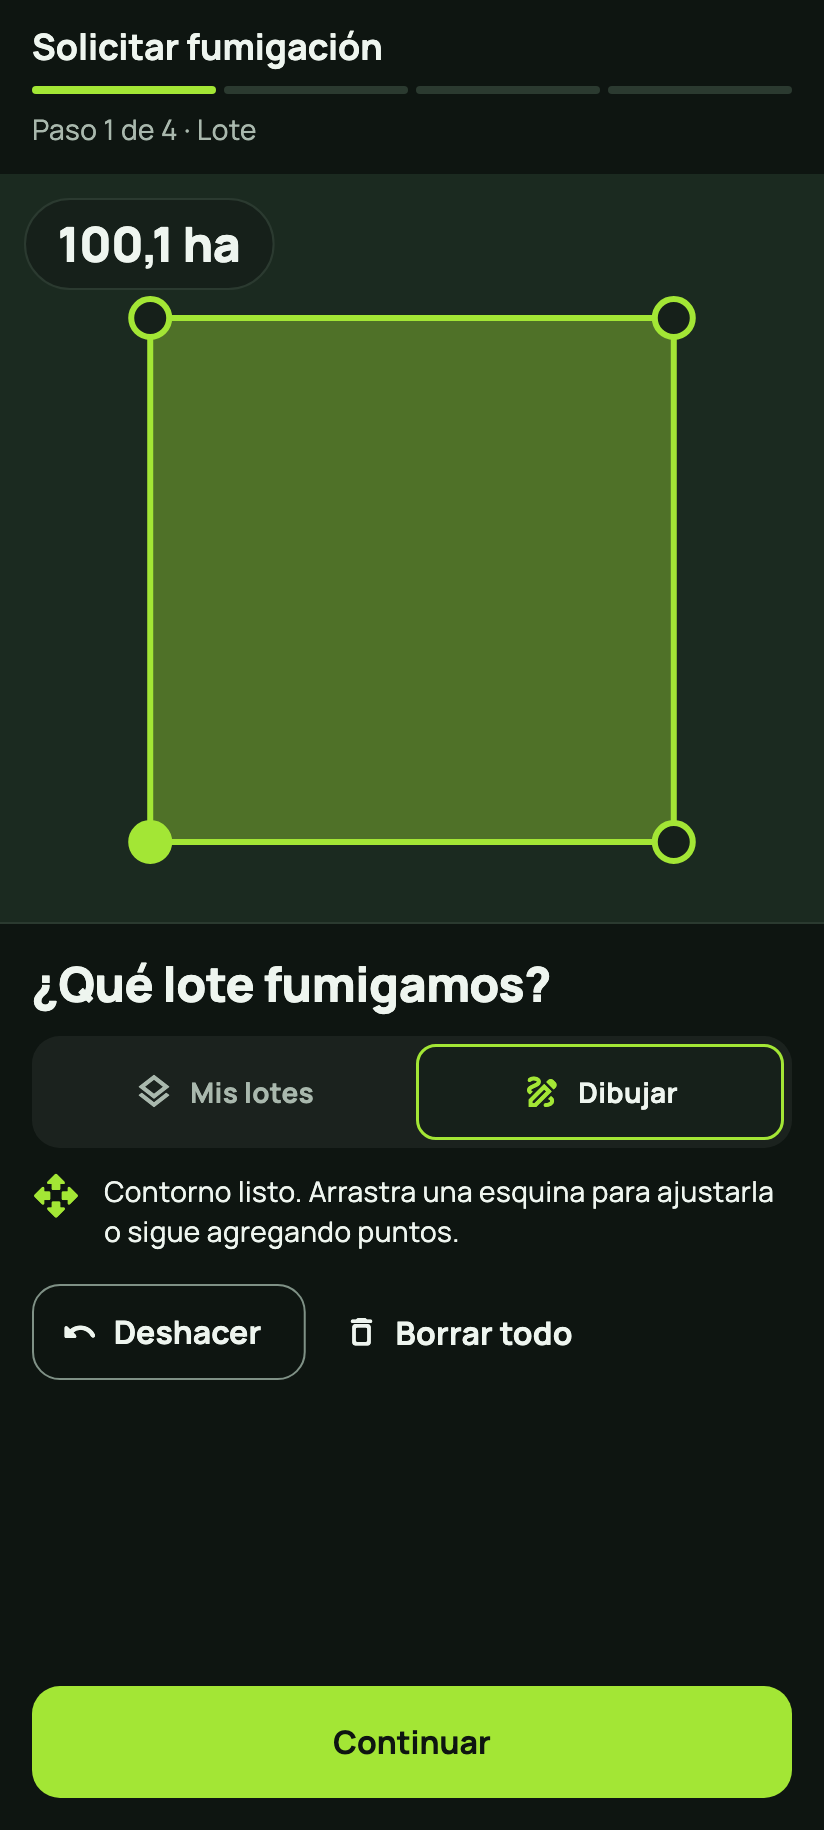 Solicitar fumigación
Paso 1 de 4 · Lote
100,1 ha
¿Qué lote fumigamos?
Mis lotes
Dibujar
Contorno listo. Arrastra una esquina para ajustarla
o sigue agregando puntos.
Deshacer
Borrar todo
Continuar